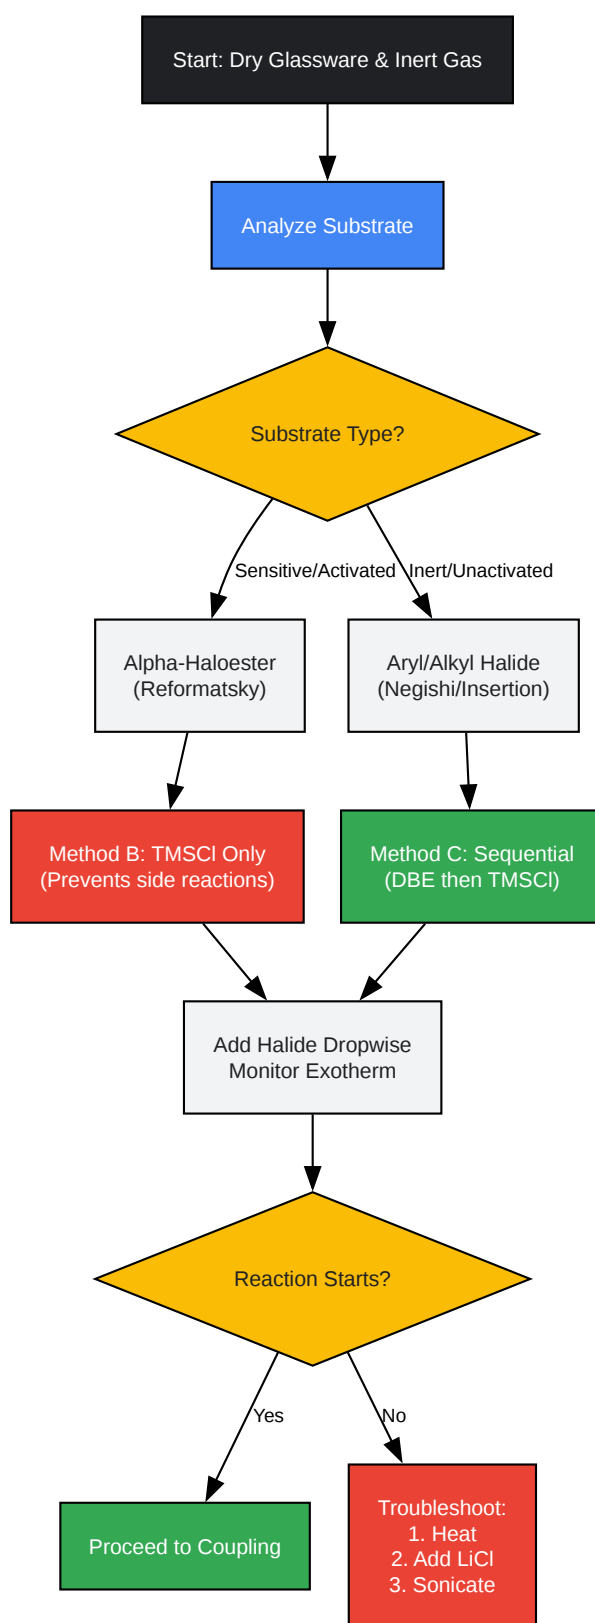 Start: Dry Glassware & Inert Gas
Analyze Substrate
Substrate Type?
Sensitive/Activated
Inert/Unactivated
Alpha-Haloester
(Reformatsky)
Aryl/Alkyl Halide
(Negishi/Insertion)
Method B: TMSCl Only
(Prevents side reactions)
Method C: Sequential
(DBE then TMSCl)
Add Halide Dropwise
Monitor Exotherm
Reaction Starts?
Yes
No
Proceed to Coupling
Troubleshoot:
1. Heat
2. Add LiCl
3. Sonicate